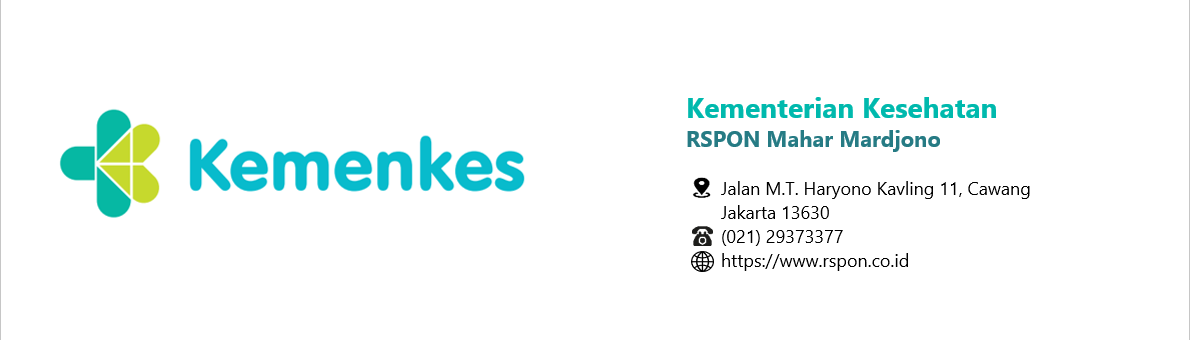 Kemenkes
Kementerian Kesehatan
RSPON Mahar Mardjono
Jalan M.T. Haryono Kavling 11, Cawang
Jakarta 13630
(021) 29373377
https://www.rspon.co.id